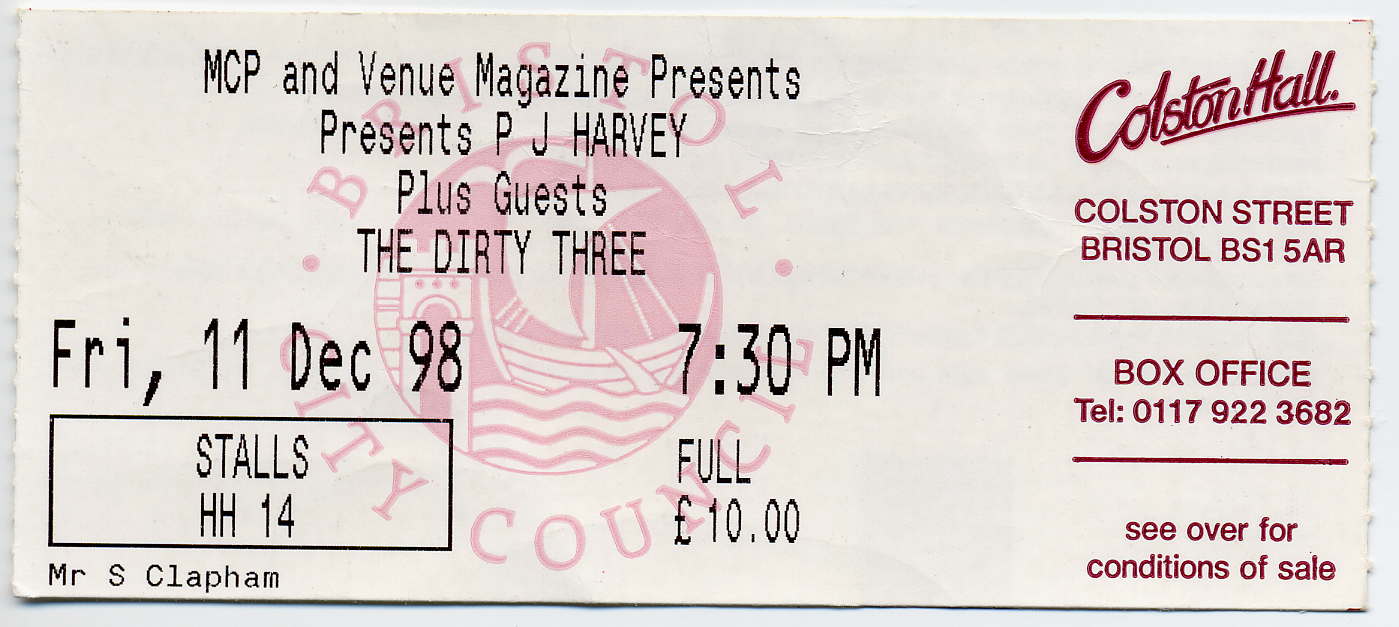 MCP and Venue Magazine Presents
Presents P J HARVEY
Plus Guests
THE DIRTY THREE
Fri, 11 Dec 98 7:30 PM
STALLS
HH 14
FULL
£10.00
Mr S Clapham
BRISTOL
CITY COUNCIL
Colston Hall.
COLSTON STREET
BRISTOL BS1 5AR
BOX OFFICE
Tel: 0117 922 3682
see over for
conditions of sale